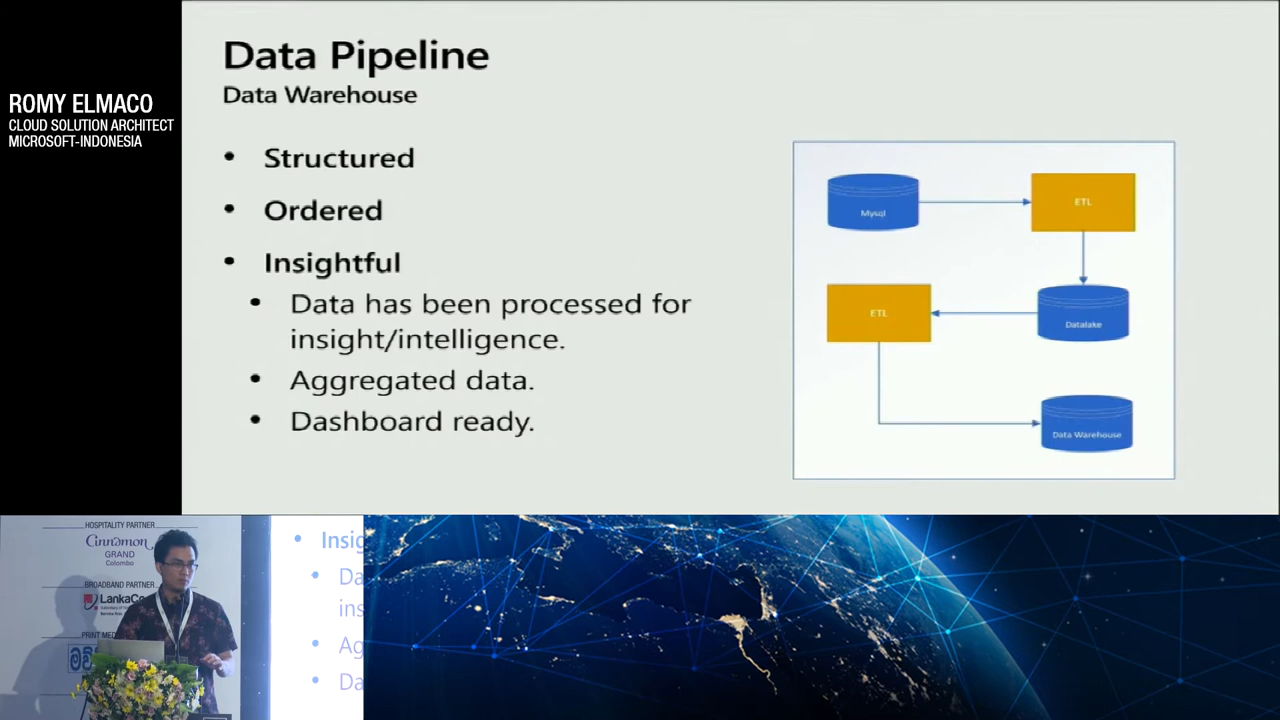 ROMY ELMACO
CLOUD SOLUTION ARCHITECT
MICROSOFT-INDONESIA
Data Pipeline
Data Warehouse
• Structured
• Ordered
• Insightful
• Data has been processed for
insight/intelligence.
• Aggregated data.
• Dashboard ready.
Mysql
ETL
ETL
Datalake
Data Warehouse
HOSPITALITY PARTNER
Cinnamon
GRAND
Colombo
BROADBAND PARTNER
LankaCo
PRINT MED
• Insig
• Da
ins
• Ag
• Da